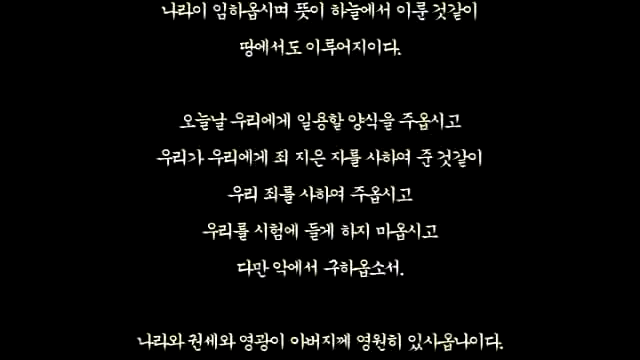 나라이 임하옵시며 뜻이 하늘에서 이룬 것같이
땅에서도 이루어지이다.
오늘날 우리에게 일용할 양식을 주옵시고
우리가 우리에게 죄 지은 자를 사하여 준 것같이
우리 죄를 사하여 주옵시고
우리를 시험에 들게 하지 마옵시고
다만 악에서 구하옵소서.
나라와 권세와 영광이 아버지께 영원히 있사옵나이다.